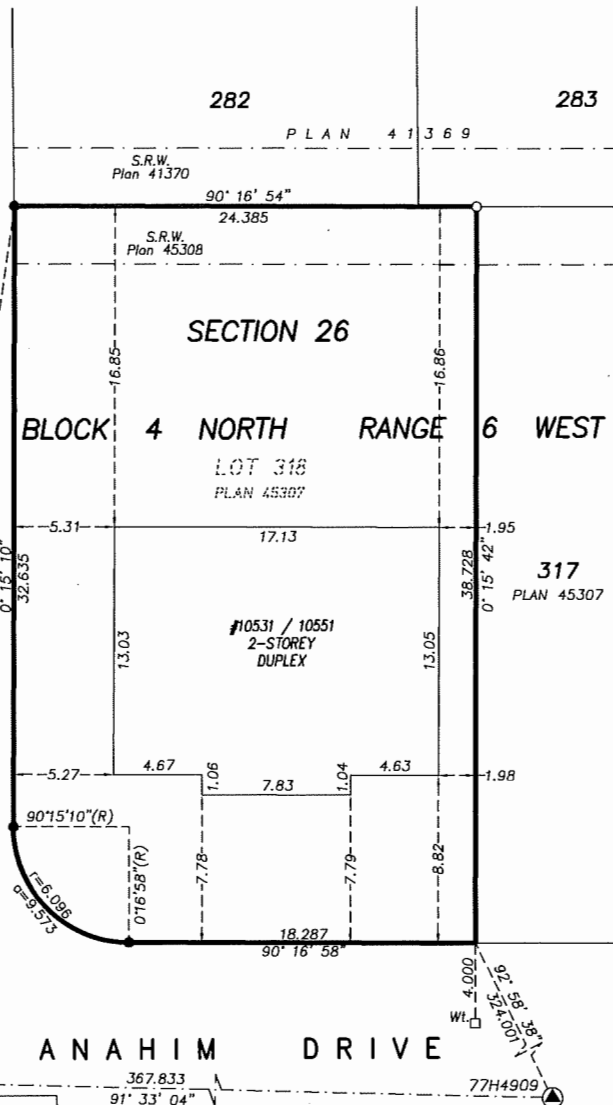 282
283
PLAN 41369
S.R.W.
Plan 41370
90° 16' 54"
24.385
S.R.W.
Plan 45308
SECTION 26
16.85
16.86
BLOCK 4 NORTH RANGE 6 WEST
LOT 318
PLAN 45307
5.31
17.13
1.95
0° 15' 10"
32.635
38.728
0° 15' 42"
317
PLAN 45307
#10531 / 10551
2-STOREY
DUPLEX
13.03
13.05
5.27
4.67
1.06
7.83
1.04
4.63
1.98
90°15'10"(R)
0°16'58"(R)
r=6.096
a=9.573
7.78
7.79
8.82
18.287
90° 16' 58"
4.000
Wt.
92° 58' 38"
324.001
ANAHIM DRIVE
367.833
91° 33' 04"
77H4909